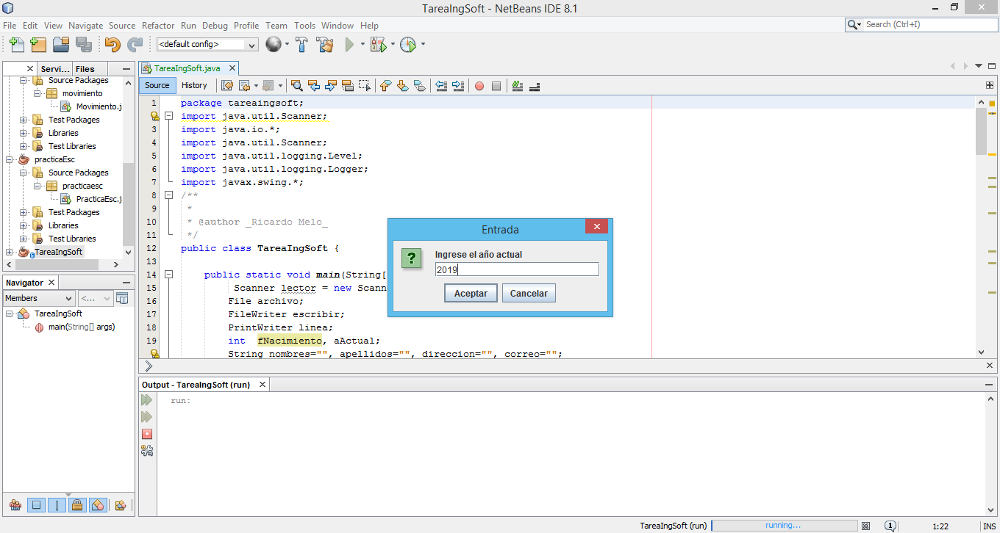 TareaIngSoft - NetBeans IDE 8.1
File Edit View Navigate Source Refactor Run Debug Profile Team Tools Window Help
Search (Ctrl+I)
<default config>
Servi... Files
Source Packages
movimiento
Movimiento.j
Test Packages
Libraries
Test Libraries
practicaEsc
Source Packages
practicaesc
PracticaEsc.j
Test Packages
Libraries
Test Libraries
TareaIngSoft
Navigator
Members <...
TareaIngSoft
main(String[] args)
TareaIngSoft.java
Source History
1 package tareaingsoft;
import java.util.Scanner;
3 import java.io.*;
4 import java.util.Scanner;
5 import java.util.logging.Level;
6 import java.util.logging.Logger;
7 import javax.swing.*;
8 /**
9 *
10 * @author _Ricardo Melo_
11 */
12 public class TareaIngSoft {
13
14 public static void main(String[
15 Scanner lector = new Scann
16 File archivo;
17 FileWriter escribir;
18 PrintWriter linea;
19 int fNacimiento, aActual;
String nombres="", apellidos="", direccion="", correo="";
Entrada
Ingrese el año actual
2019
Aceptar Cancelar
Output - TareaIngSoft (run)
run:
TareaIngSoft (run) running... 1 1:22 INS